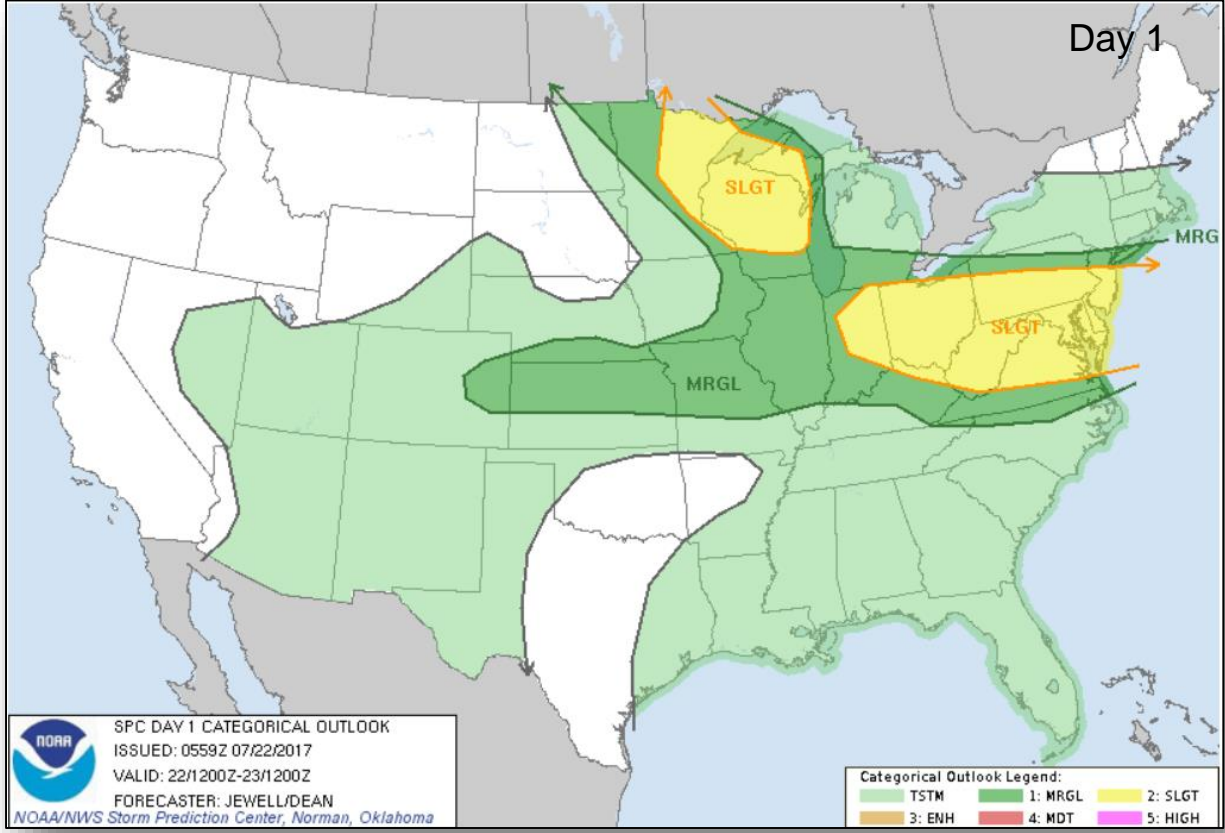 Day 1
SLGT
MRG
SLGT
MRGL
NOAA
SPC DAY 1 CATEGORICAL OUTLOOK
ISSUED: 0559Z 07/22/2017
VALID: 22/1200Z-23/1200Z
FORECASTER: JEWELL/DEAN
NOAA/NWS Storm Prediction Center, Norman, Oklahoma
Categorical Outlook Legend:
TSTM 1: MRGL 2: SLGT
3: ENH 4: MDT 5: HIGH